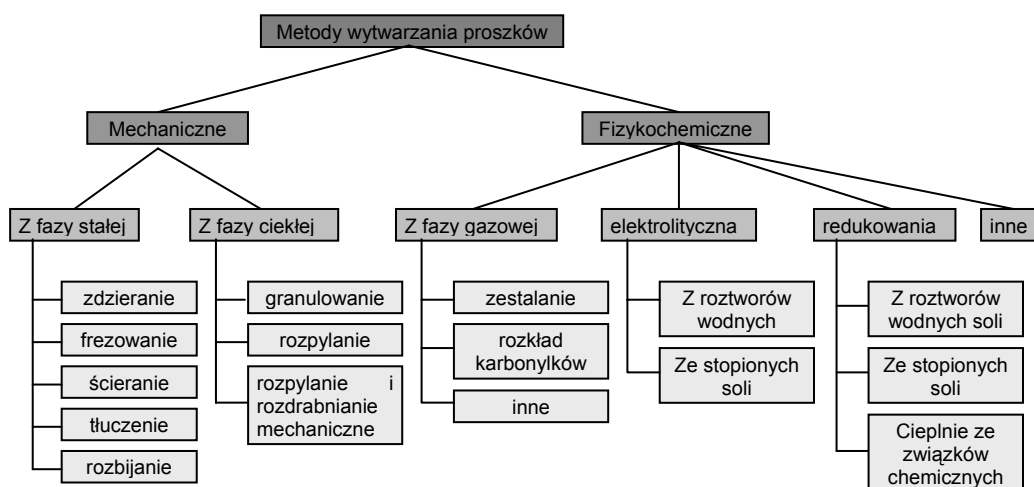 Metody wytwarzania proszków
Mechaniczne
Fizykochemiczne
Z fazy stałej
Z fazy ciekłej
Z fazy gazowej
elektrolityczna
redukowania
inne
zdzieranie
frezowanie
ścieranie
tłuczenie
rozbijanie
granulowanie
rozpylanie
rozpylanie i
rozdrabnianie
mechaniczne
zestalanie
rozkład
karbonylków
inne
Z roztworów
wodnych
Ze stopionych
soli
Z roztworów
wodnych soli
Ze stopionych
soli
Cieplnie ze
związków
chemicznych